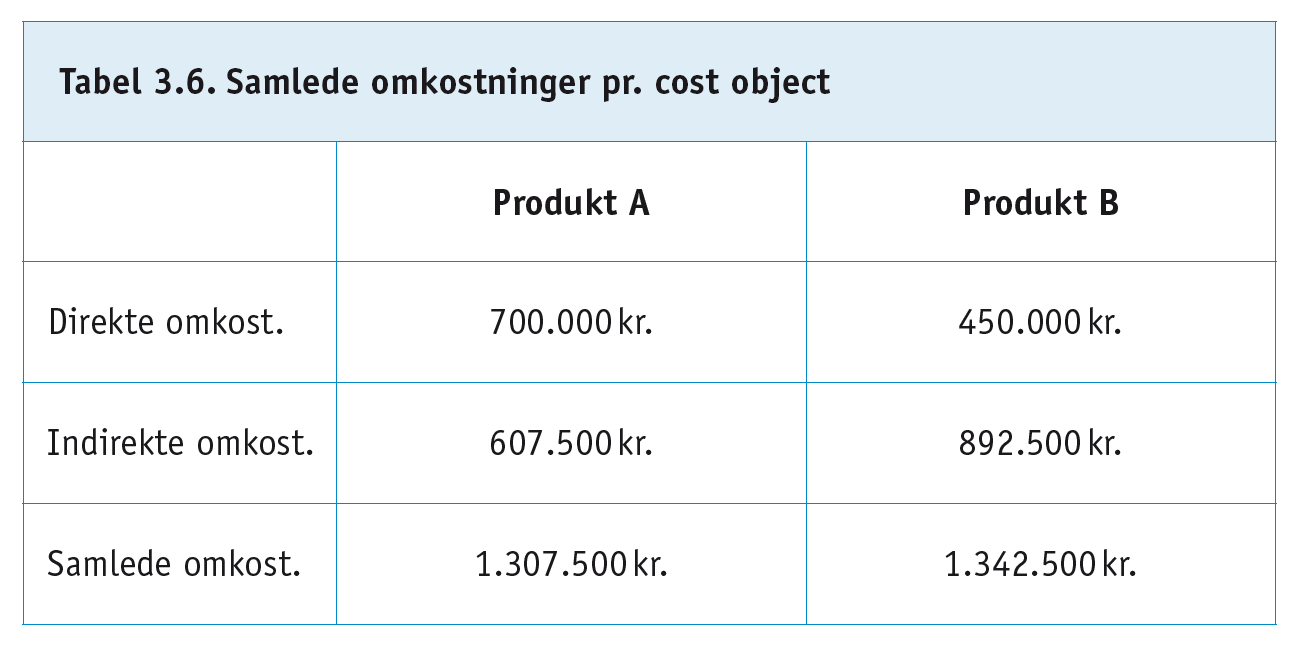 Tabel 3.6. Samlede omkostninger pr. cost object
Produkt A Produkt B
Direkte omkost. 700.000 kr. 450.000 kr.
Indirekte omkost. 607.500 kr. 892.500 kr.
Samlede omkost. 1.307.500 kr. 1.342.500 kr.